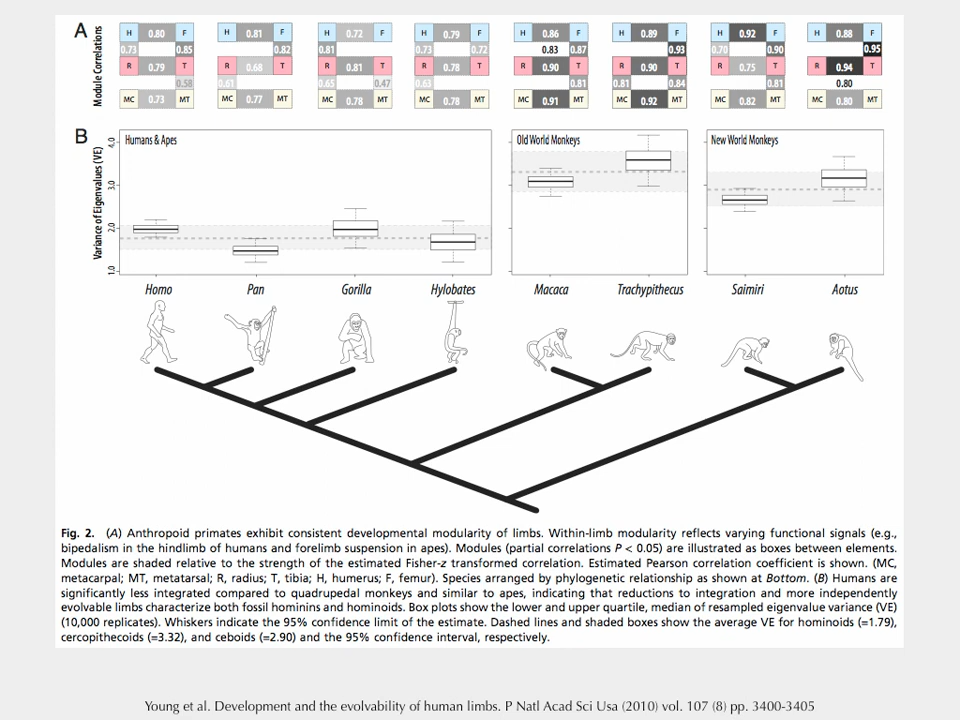 A
Module Correlations
H 0.80 F H 0.81 F H 0.72 F H 0.79 F H 0.86 F H 0.89 F H 0.92 F H 0.88 F
0.73 0.85 0.82 0.81 0.73 0.72 0.83 0.87 0.93 0.70 0.90 0.95
R 0.79 T R 0.68 T R 0.81 T R 0.78 T R 0.90 T R 0.90 T R 0.75 T R 0.94 T
0.58 0.61 0.65 0.47 0.63 0.81 0.81 0.84 0.81 0.80
MC 0.73 MT MC 0.77 MT MC 0.78 MT MC 0.78 MT MC 0.91 MT MC 0.92 MT MC 0.82 MT MC 0.80 MT
B
Variance of Eigenvalues (VE)
4.0
3.0
2.0
1.0
Humans & Apes
Old World Monkeys
New World Monkeys
Homo Pan Gorilla Hylobates Macaca Trachypithecus Saimiri Aotus
Fig. 2. (A) Anthropoid primates exhibit consistent developmental modularity of limbs. Within-limb modularity reflects varying functional signals (e.g.,
bipedalism in the hindlimb of humans and forelimb suspension in apes). Modules (partial correlations P < 0.05) are illustrated as boxes between elements.
Modules are shaded relative to the strength of the estimated Fisher-z transformed correlation. Estimated Pearson correlation coefficient is shown. (MC,
metacarpal; MT, metatarsal; R, radius; T, tibia; H, humerus; F, femur). Species arranged by phylogenetic relationship as shown at Bottom. (B) Humans are
significantly less integrated compared to quadrupedal monkeys and similar to apes, indicating that reductions to integration and more independently
evolvable limbs characterize both fossil hominins and hominoids. Box plots show the lower and upper quartile, median of resampled eigenvalue variance (VE)
(10,000 replicates). Whiskers indicate the 95% confidence limit of the estimate. Dashed lines and shaded boxes show the average VE for hominoids (=1.79),
cercopithecoids (=3.32), and ceboids (=2.90) and the 95% confidence interval, respectively.
Young et al. Development and the evolvability of human limbs. P Natl Acad Sci Usa (2010) vol. 107 (8) pp. 3400-3405